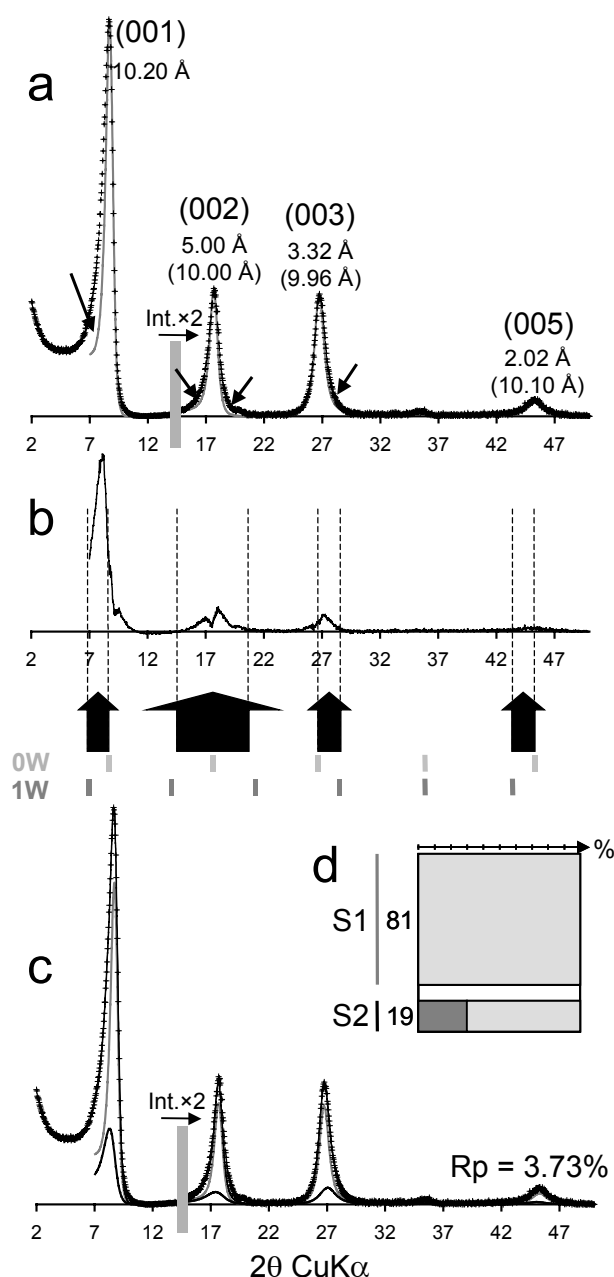 (001)
10.20 Å
a
(002)
5.00 Å
(10.00 Å)
(003)
3.32 Å
(9.96 Å)
Int.×2
(005)
2.02 Å
(10.10 Å)
2 7 12 17 22 27 32 37 42 47
b
2 7 12 17 22 27 32 37 42 47
0W
1W
d
%
S1 81
S2 19
c
Int.×2
Rp = 3.73%
2 7 12 17 22 27 32 37 42 47
2θ CuKα